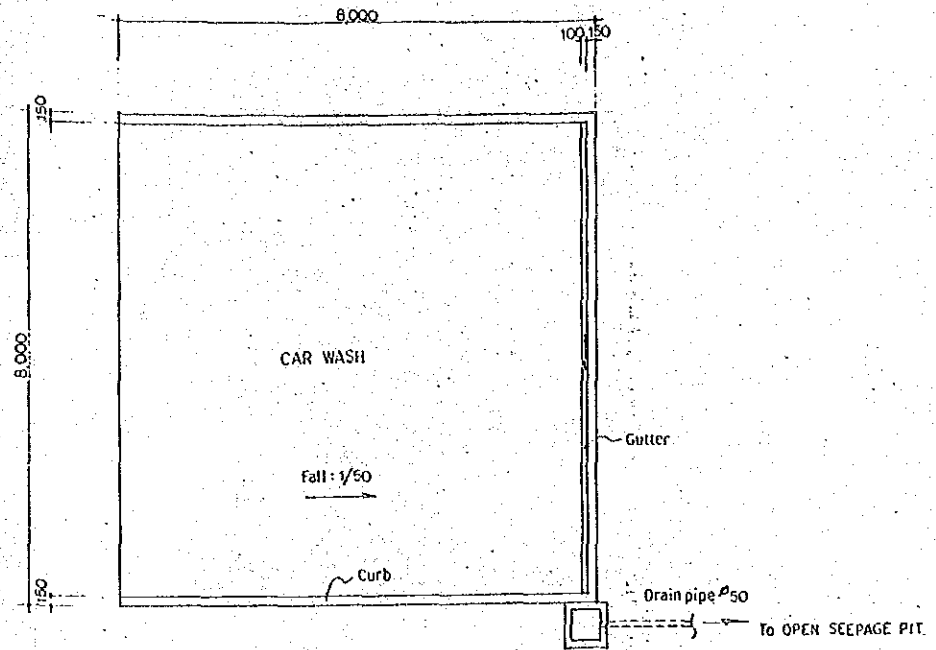 8,000
100,150
150
8,000
CAR WASH
Gutter
Fall: 1/50
Curb
150
Drain pipe ø50
To OPEN SEEPAGE PIT.